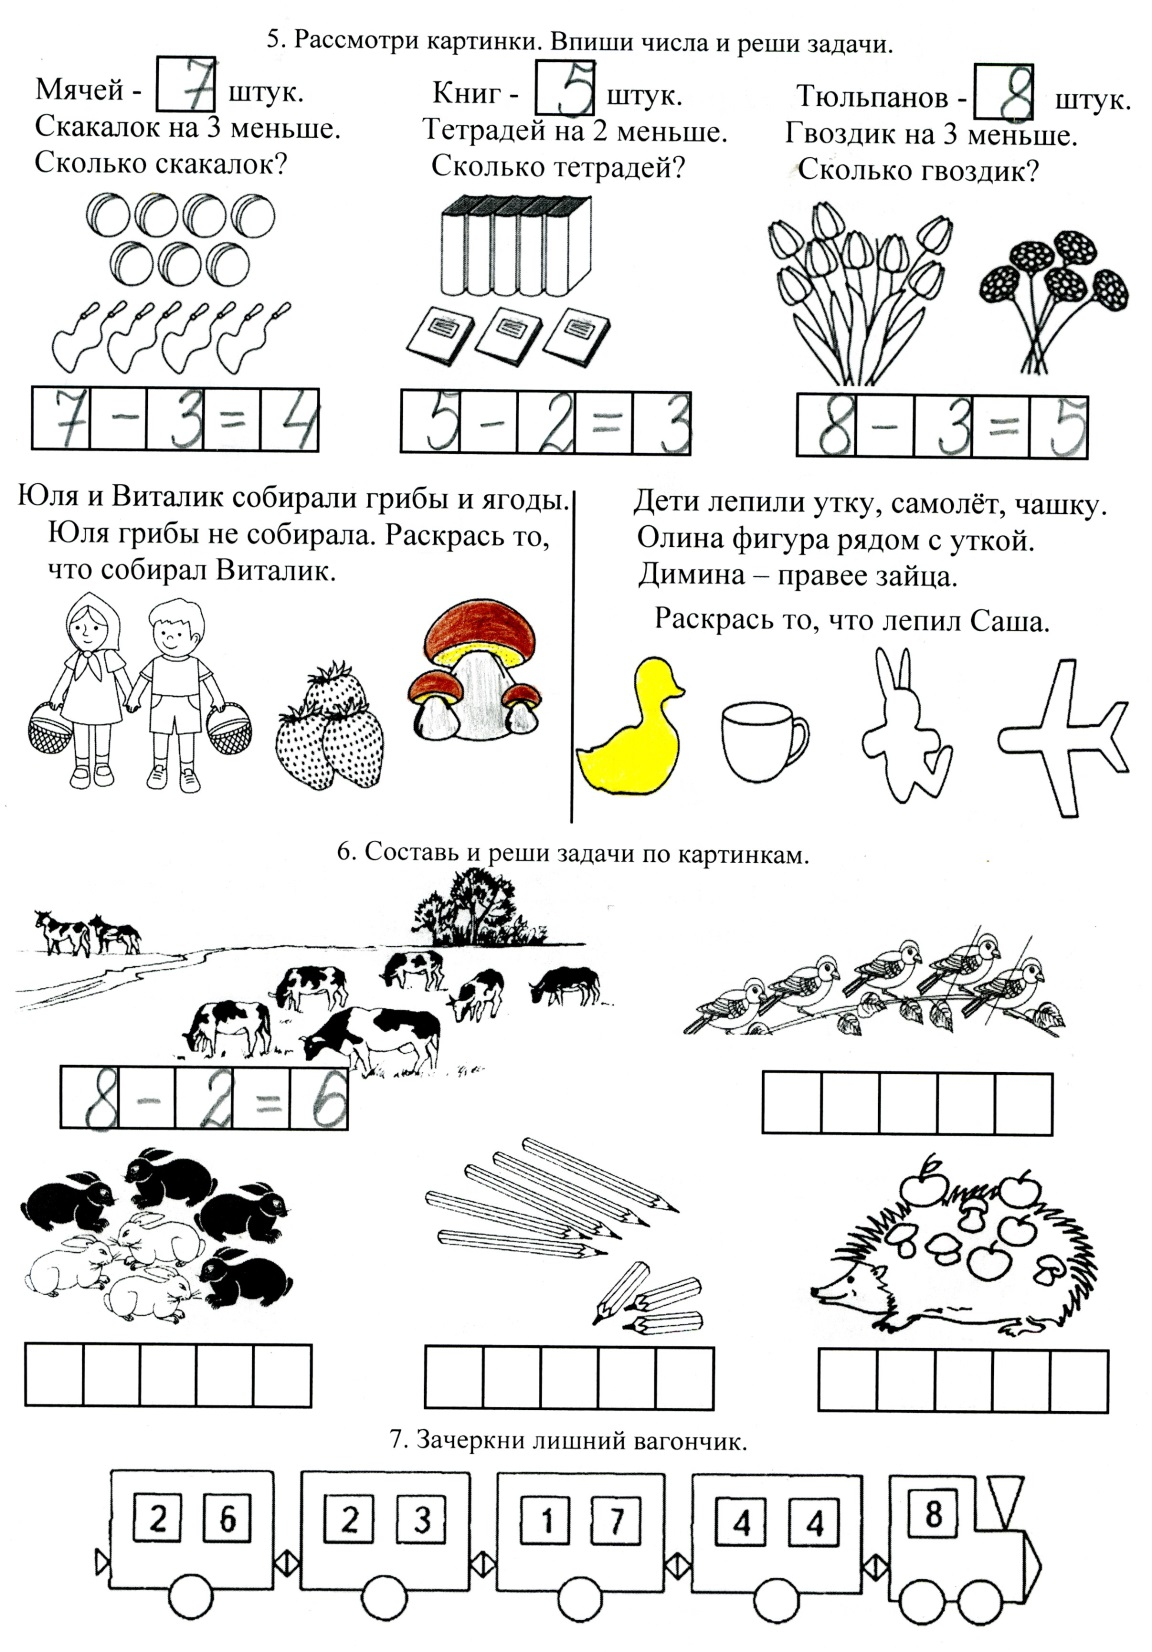 5. Рассмотри картинки. Впиши числа и реши задачи.
Мячей - 7 штук.
Скакалок на 3 меньше.
Сколько скакалок?
7 - 3 = 4
Книг - 5 штук.
Тетрадей на 2 меньше.
Сколько тетрадей?
5 - 2 = 3
Тюльпанов - 8 штук.
Гвоздик на 3 меньше.
Сколько гвоздик?
8 - 3 = 5
Юля и Виталик собирали грибы и ягоды.
Юля грибы не собирала. Раскрась то,
что собирал Виталик.
Дети лепили утку, самолёт, чашку.
Олина фигура рядом с уткой.
Димина – правее зайца.
Раскрась то, что лепил Саша.
6. Составь и реши задачи по картинкам.
8 - 2 = 6
7. Зачеркни лишний вагончик.
2 6 2 3 1 7 4 4 8